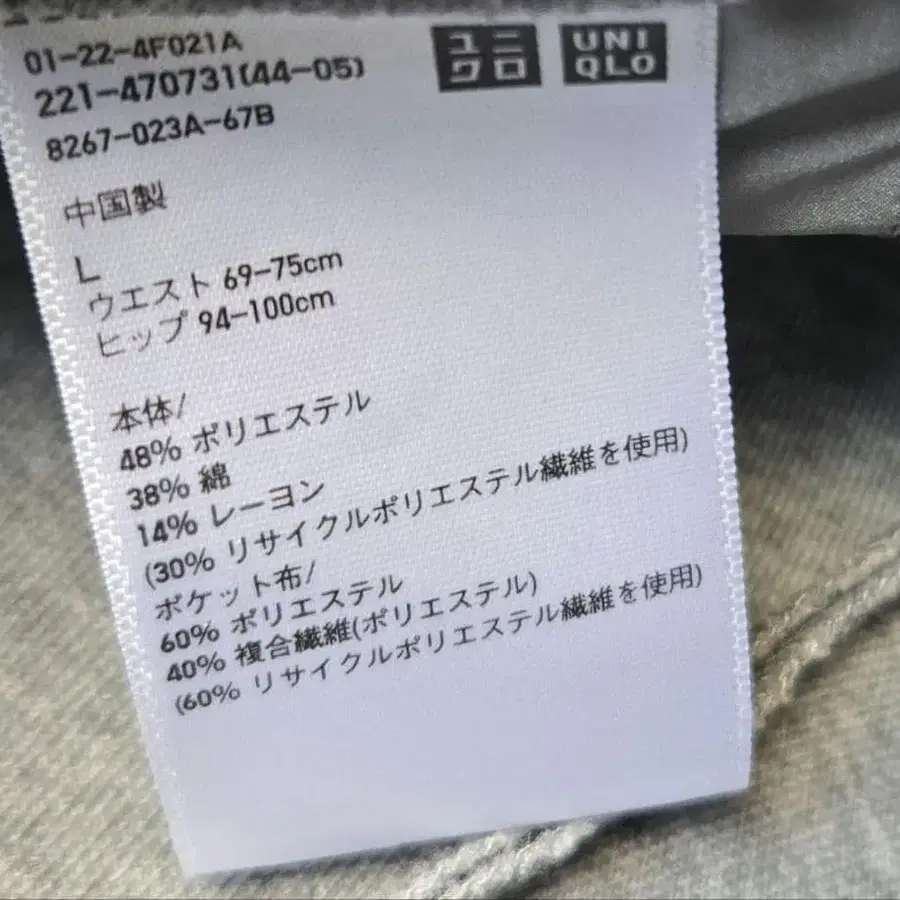 01-22-4F021A
221-470731(44-05)
8267-023A-67B
ユニ
クロ
UNI
QLO
中国製
L
ウエスト 69-75cm
ヒップ 94-100cm
本体/
48% ポリエステル
38% 綿
14% レーヨン
(30% リサイクルポリエステル繊維を使用)
ポケット布/
60% ポリエステル
40% 複合繊維(ポリエステル)
(60% リサイクルポリエステル繊維を使用)